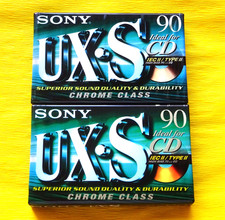 SONY 90
Ideal for
CD
UX·S
IEC II / TYPE II
SUPERIOR SOUND QUALITY & DURABILITY
CHROME CLASS
SONY 90
Ideal for
CD
UX·S
IEC II / TYPE II
SUPERIOR SOUND QUALITY & DURABILITY
CHROME CLASS